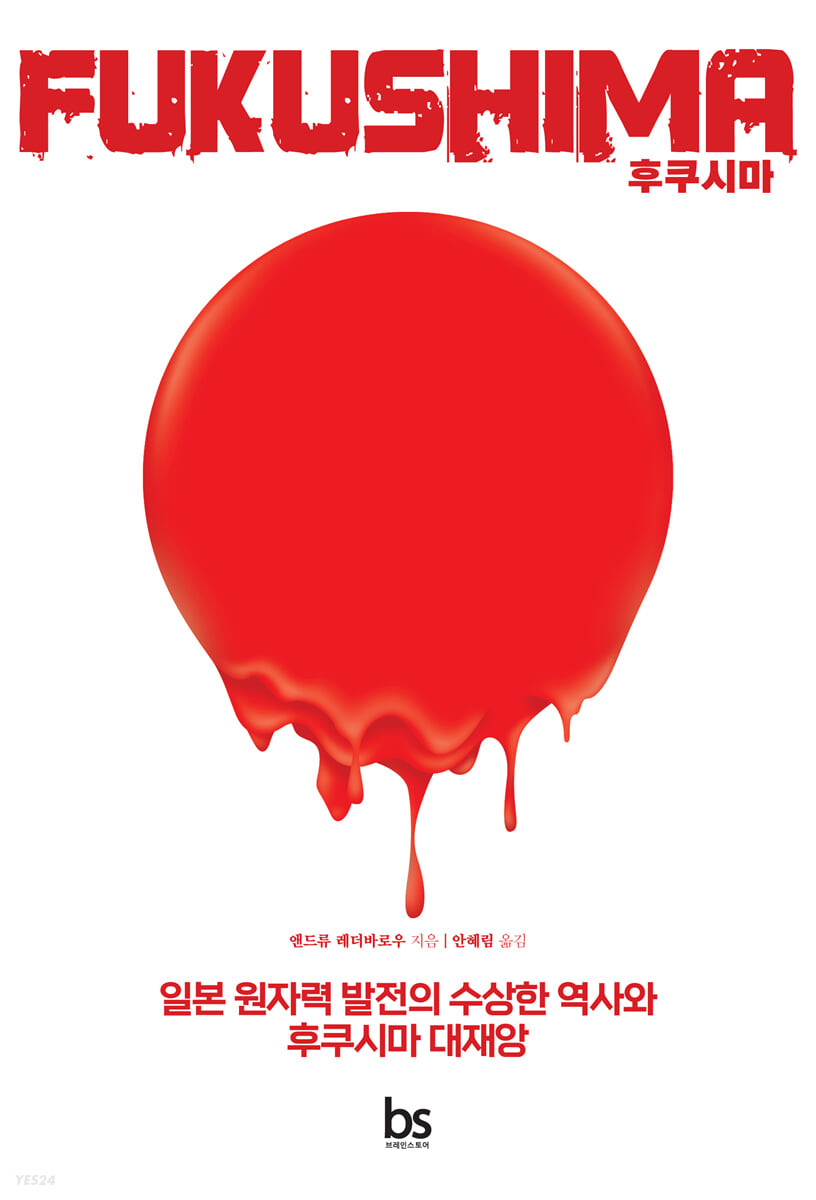 FUKUSHIMA
후쿠시마
앤드류 레더바로우 지음 | 안혜림 옮김
일본 원자력 발전의 수상한 역사와
후쿠시마 대재앙
bs
브레인스토어
YES24